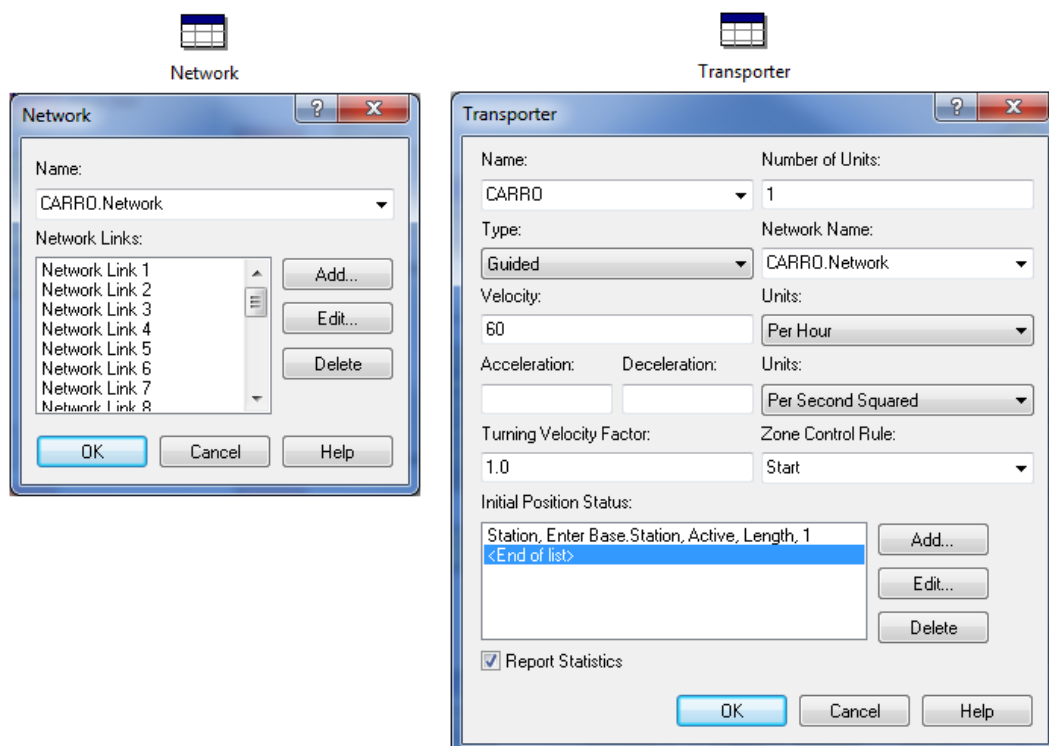 Network
Network
Name:
CARRO.Network
Network Links:
Network Link 1
Network Link 2
Network Link 3
Network Link 4
Network Link 5
Network Link 6
Network Link 7
Network Link 8
Add...
Edit...
Delete
OK Cancel Help
Transporter
Transporter
Name: Number of Units:
CARRO 1
Type: Network Name:
Guided CARRO.Network
Velocity: Units:
60 Per Hour
Acceleration: Deceleration: Units:
Per Second Squared
Turning Velocity Factor: Zone Control Rule:
1.0 Start
Initial Position Status:
Station, Enter Base.Station, Active, Length, 1
<End of list>
Add...
Edit...
Delete
Report Statistics
OK Cancel Help